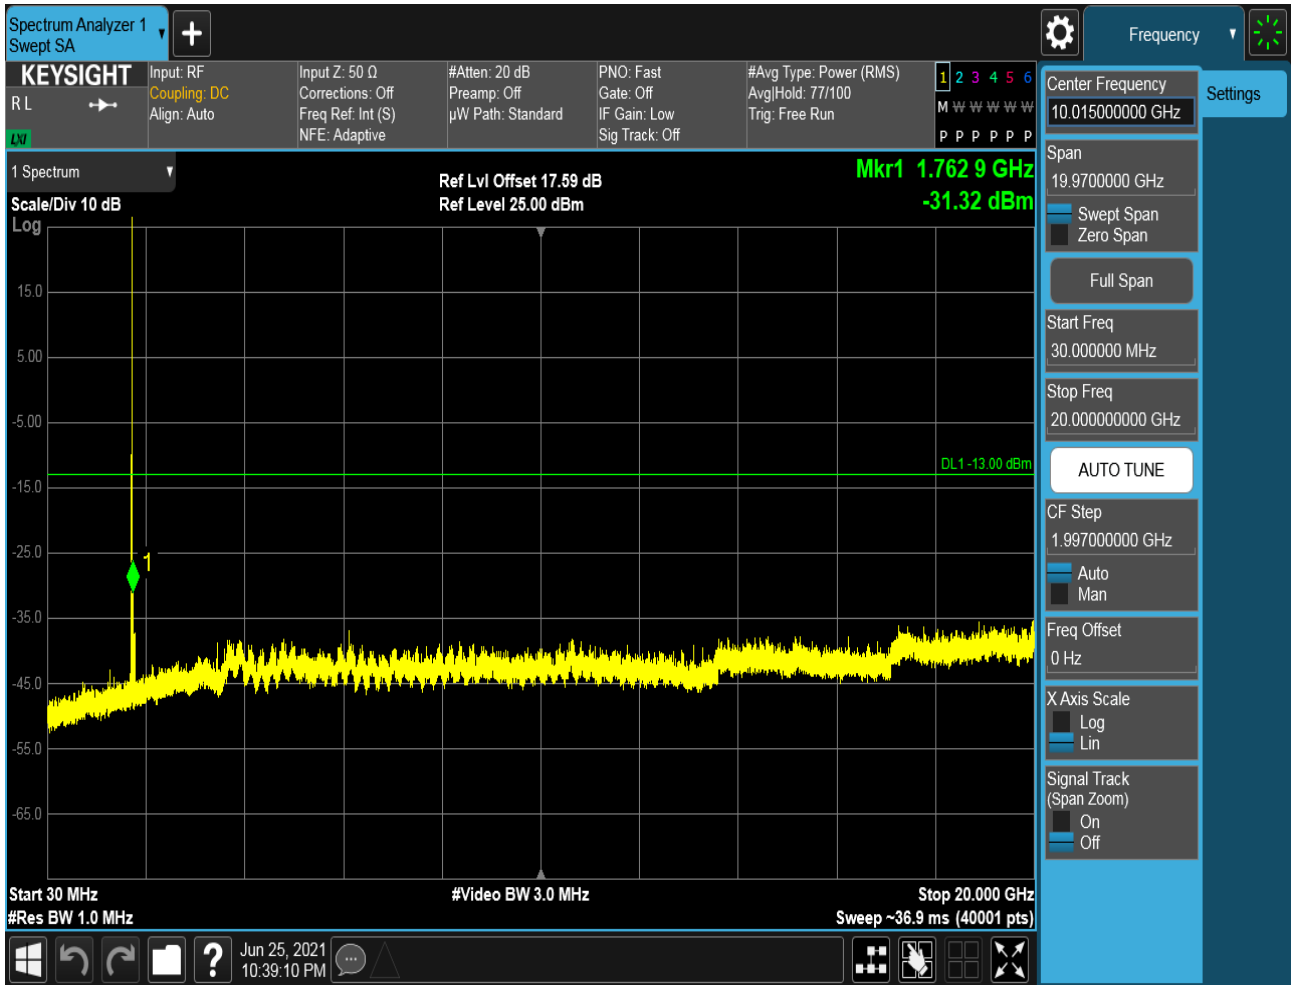 Spectrum Analyzer 1
Swept SA
Frequency
KEYSIGHT
R L
LXI
Input: RF
Coupling: DC
Align: Auto
Input Z: 50 Ω
Corrections: Off
Freq Ref: Int (S)
NFE: Adaptive
#Atten: 20 dB
Preamp: Off
µW Path: Standard
PNO: Fast
Gate: Off
IF Gain: Low
Sig Track: Off
#Avg Type: Power (RMS)
Avg|Hold: 77/100
Trig: Free Run
1 2 3 4 5 6
M W W W W W
P P P P P P
1 Spectrum
Scale/Div 10 dB
Log
Ref Lvl Offset 17.59 dB
Ref Level 25.00 dBm
Mkr1 1.762 9 GHz
-31.32 dBm
15.0
5.00
-5.00
-15.0
-25.0
-35.0
-45.0
-55.0
-65.0
DL1 -13.00 dBm
1
Start 30 MHz
#Res BW 1.0 MHz
#Video BW 3.0 MHz
Stop 20.000 GHz
Sweep ~36.9 ms (40001 pts)
Center Frequency
10.015000000 GHz
Settings
Span
19.9700000 GHz
Swept Span
Zero Span
Full Span
Start Freq
30.000000 MHz
Stop Freq
20.000000000 GHz
AUTO TUNE
CF Step
1.997000000 GHz
Auto
Man
Freq Offset
0 Hz
X Axis Scale
Log
Lin
Signal Track
(Span Zoom)
On
Off
?
Jun 25, 2021
10:39:10 PM